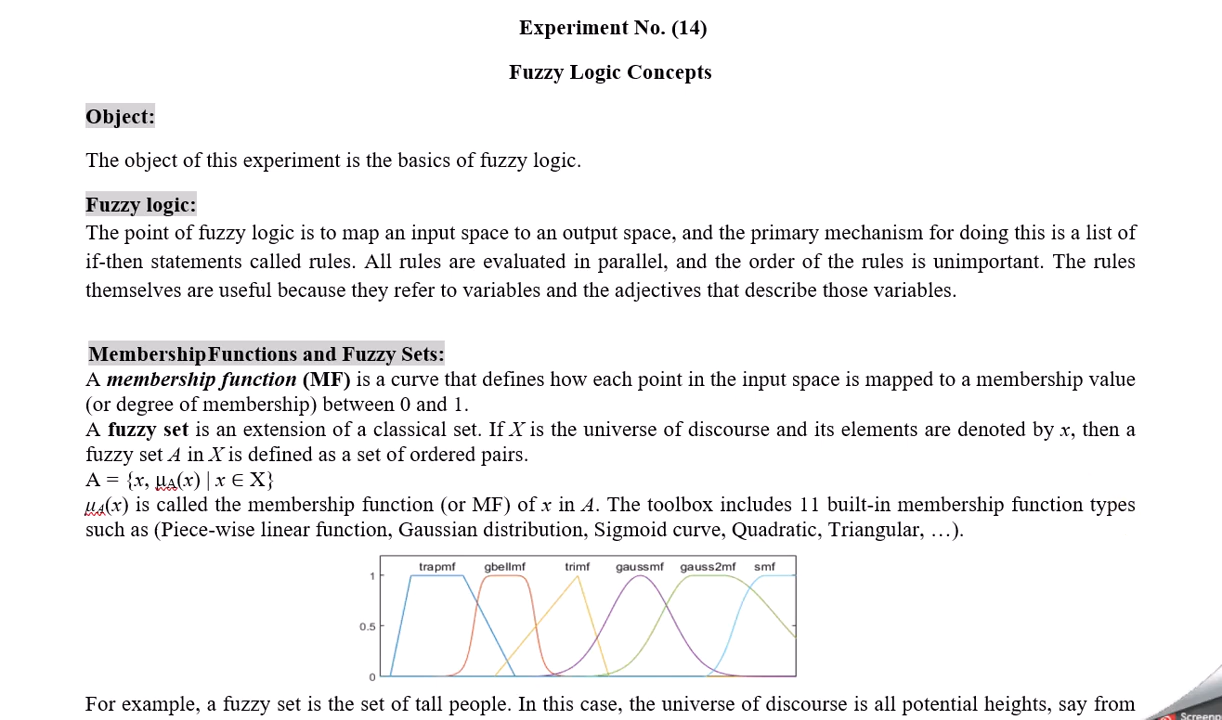 Experiment No. (14)
Fuzzy Logic Concepts
Object:
The object of this experiment is the basics of fuzzy logic.
Fuzzy logic:
The point of fuzzy logic is to map an input space to an output space, and the primary mechanism for doing this is a list of
if-then statements called rules. All rules are evaluated in parallel, and the order of the rules is unimportant. The rules
themselves are useful because they refer to variables and the adjectives that describe those variables.
Membership Functions and Fuzzy Sets:
A membership function (MF) is a curve that defines how each point in the input space is mapped to a membership value
(or degree of membership) between 0 and 1.
A fuzzy set is an extension of a classical set. If X is the universe of discourse and its elements are denoted by x, then a
fuzzy set A in X is defined as a set of ordered pairs.
A = {x, μA(x) | x ∈ X}
μA(x) is called the membership function (or MF) of x in A. The toolbox includes 11 built-in membership function types
such as (Piece-wise linear function, Gaussian distribution, Sigmoid curve, Quadratic, Triangular, …).
trapmf gbellmf trimf gaussmf gauss2mf smf
1
0.5
0
For example, a fuzzy set is the set of tall people. In this case, the universe of discourse is all potential heights, say from